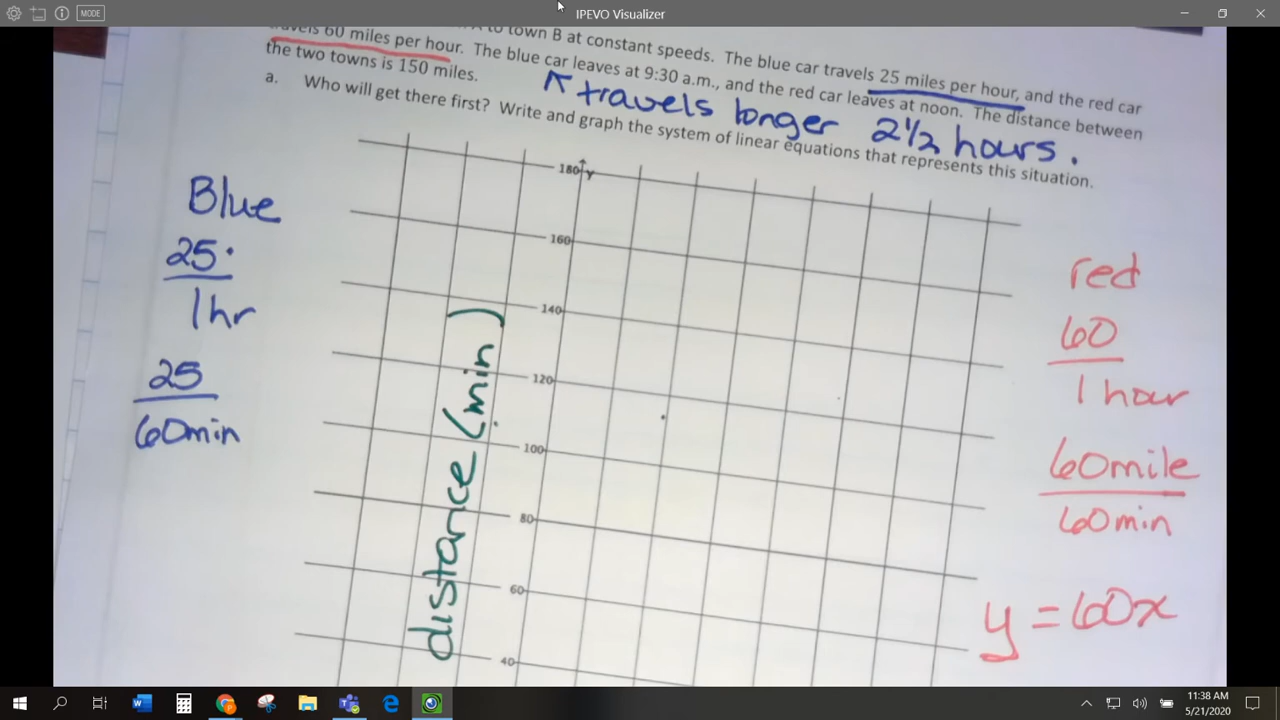 MODE
IPEVO Visualizer
to town B at constant speeds. The blue car travels 25 miles per hour, and the red car
travels 60 miles per hour. The blue car leaves at 9:30 a.m., and the red car leaves at noon. The distance between
the two towns is 150 miles.
travels longer 2½ hours.
a. Who will get there first? Write and graph the system of linear equations that represents this situation.
Blue
25
1hr
25
60min
distance (min)
180 y
160
140
120
100
80
60
40
red
60
1 hour
60mile
60min
y = 60x
11:38 AM
5/21/2020